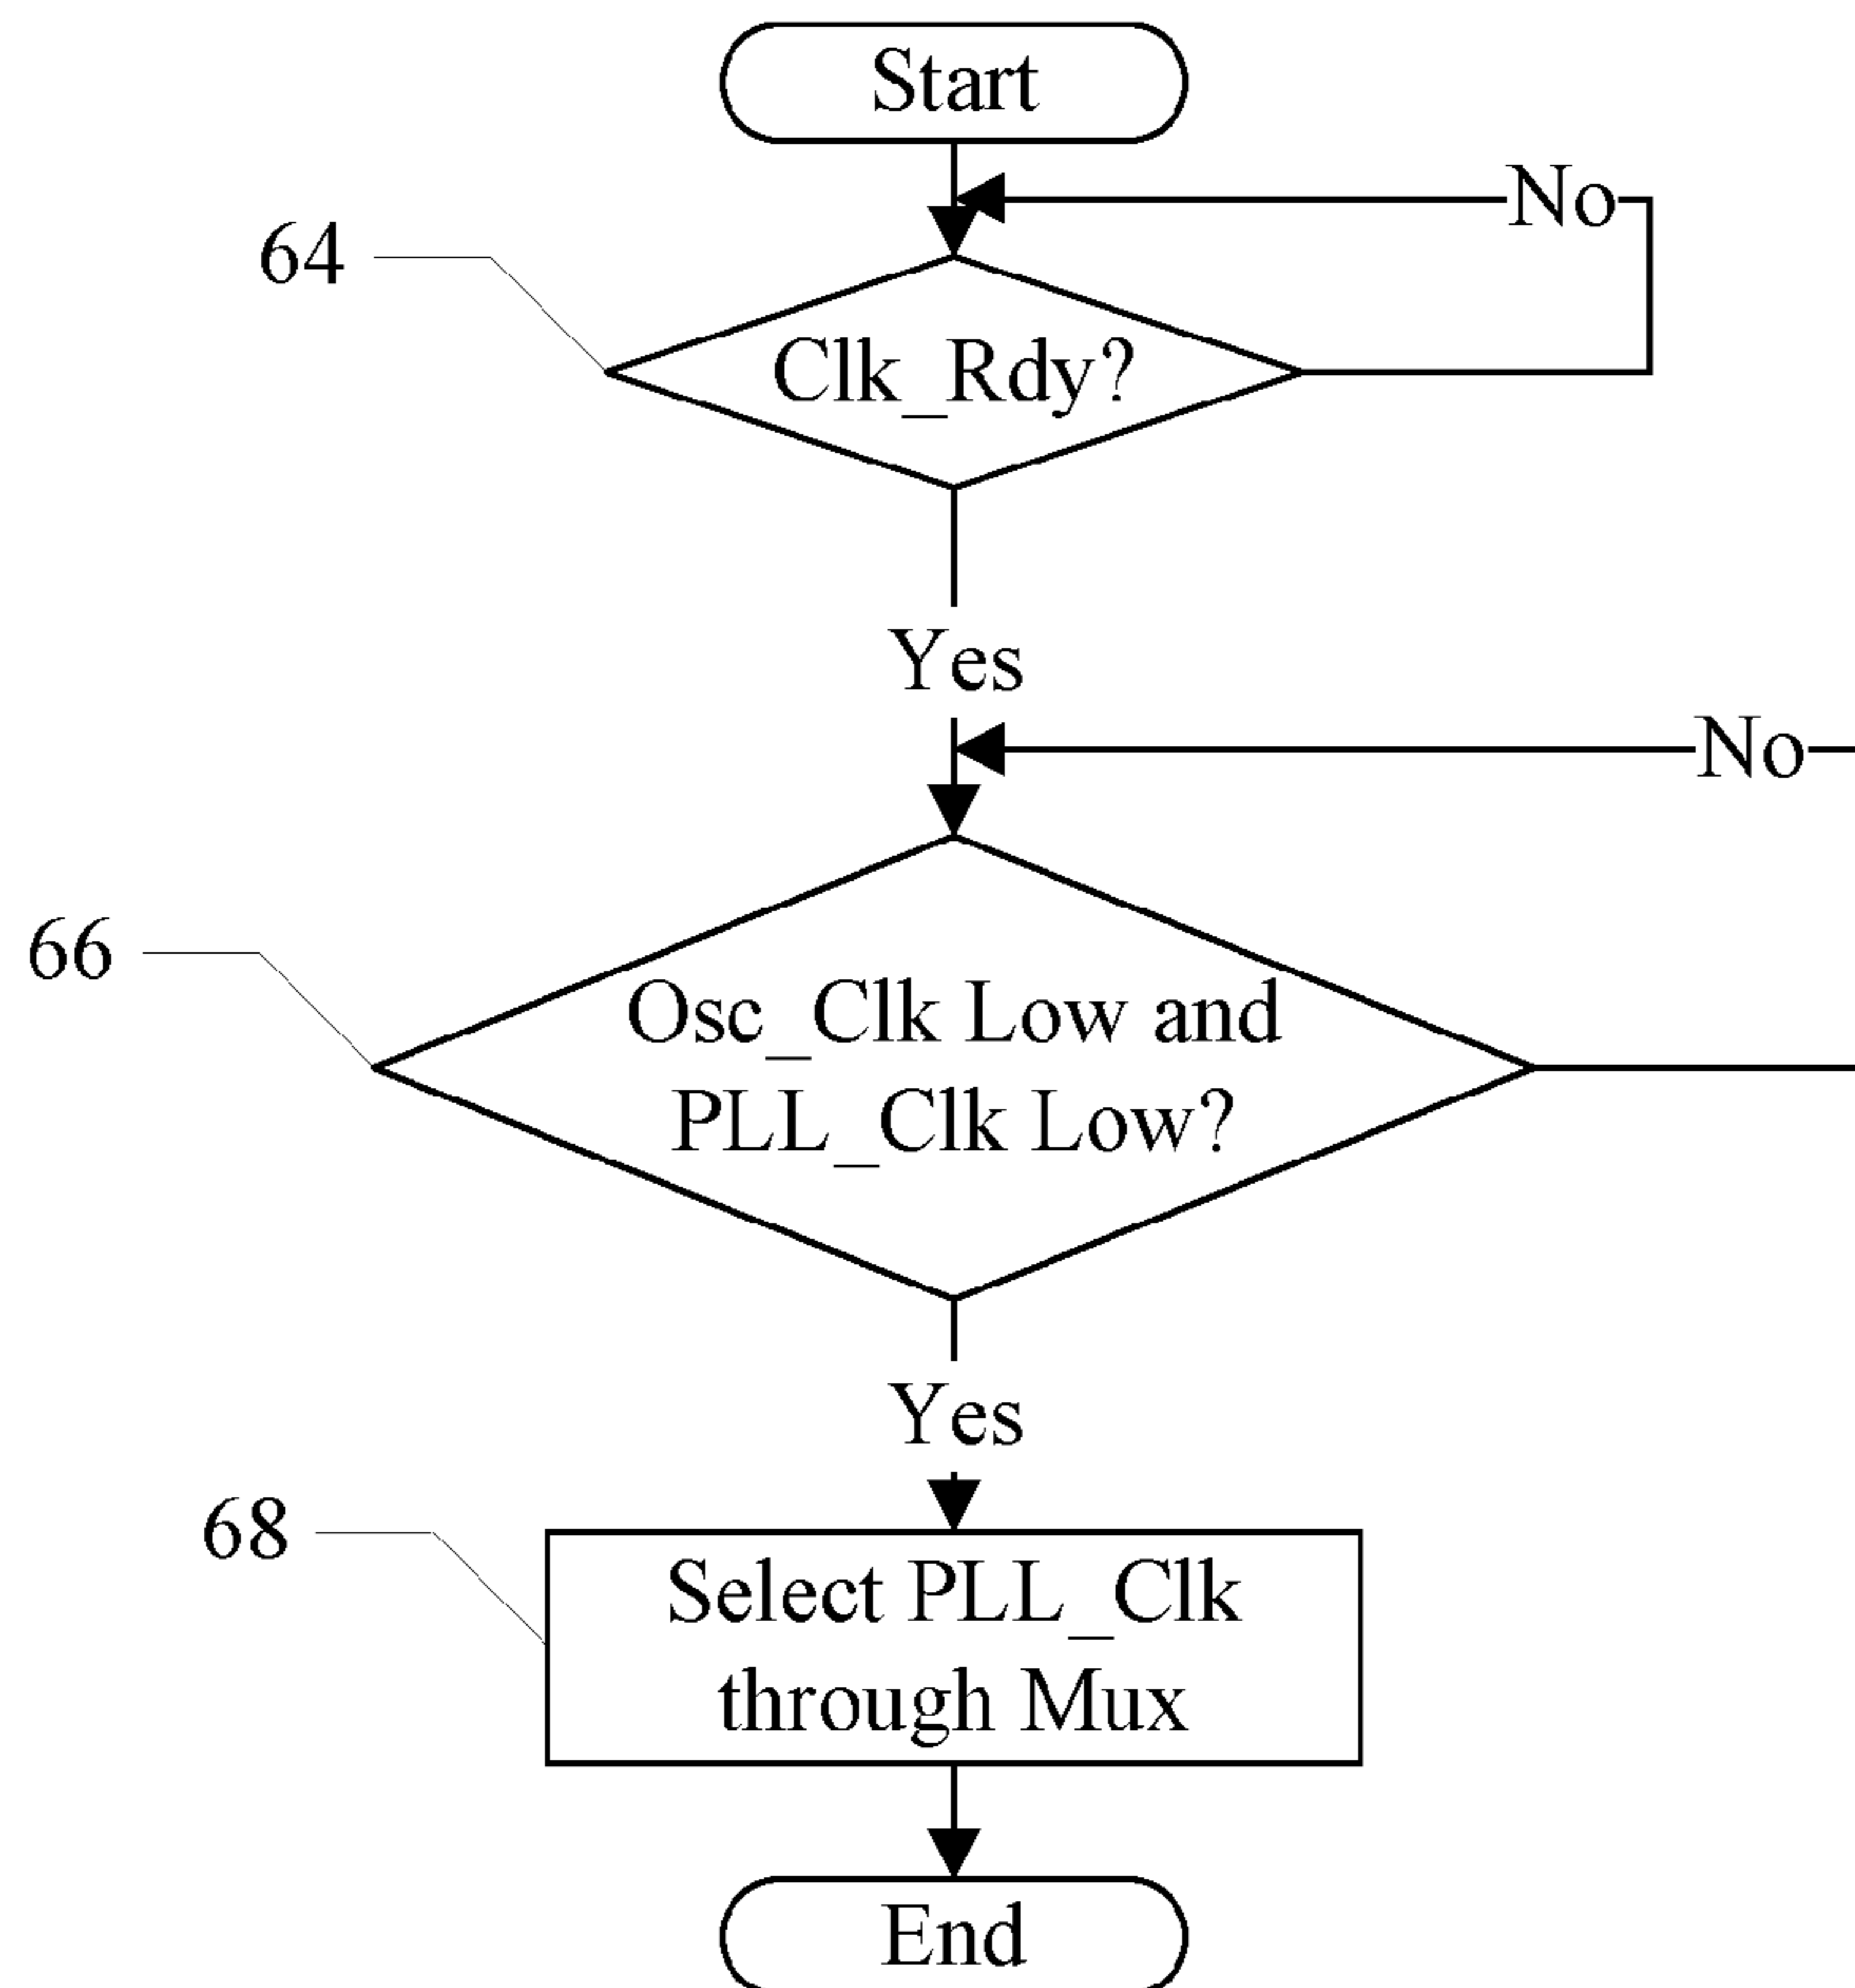 Start
No
64
Clk_Rdy?
Yes
No
66
Osc_Clk Low and
PLL_Clk Low?
Yes
68
Select PLL_Clk
through Mux
End